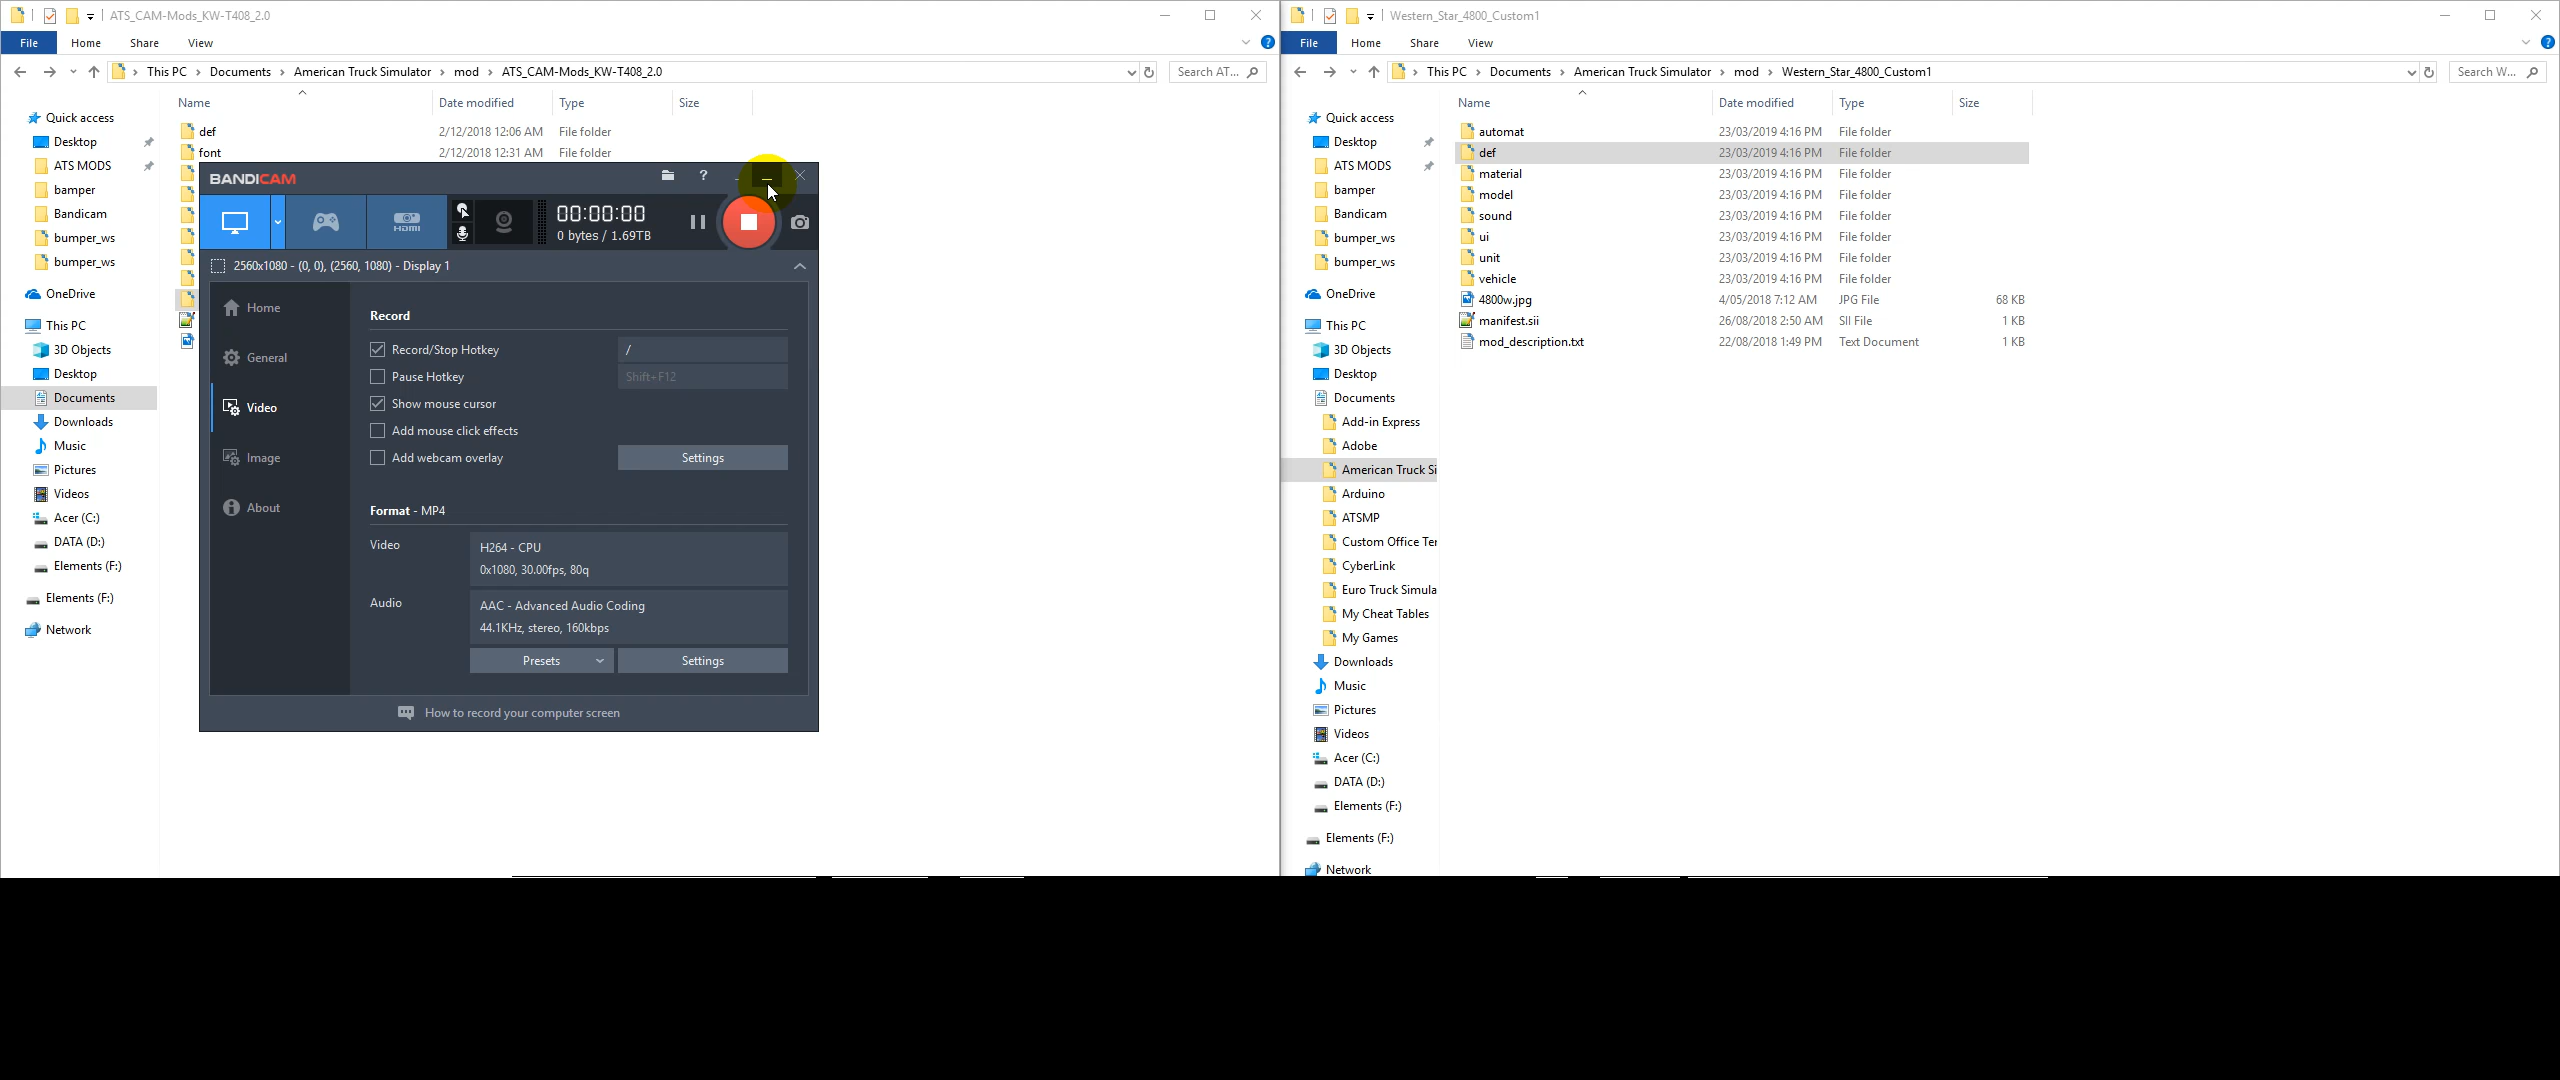 ATS_CAM-Mods_KW-T408_2.0
File Home Share View
This PC > Documents > American Truck Simulator > mod > ATS_CAM-Mods_KW-T408_2.0
Search AT...
Quick access
Desktop
ATS MODS
bamper
Bandicam
bumper_ws
bumper_ws
OneDrive
This PC
3D Objects
Desktop
Documents
Downloads
Music
Pictures
Videos
Acer (C:)
DATA (D:)
Elements (F:)
Elements (F:)
Network
Name Date modified Type Size
def 2/12/2018 12:06 AM File folder
font 2/12/2018 12:31 AM File folder
BANDICAM
?
HDMI
00:00:00
0 bytes / 1.69TB
2560x1080 - (0, 0), (2560, 1080) - Display 1
Home
General
Video
Image
About
Record
Record/Stop Hotkey /
Pause Hotkey Shift+F12
Show mouse cursor
Add mouse click effects
Add webcam overlay Settings
Format - MP4
Video H264 - CPU
0x1080, 30.00fps, 80q
Audio AAC - Advanced Audio Coding
44.1KHz, stereo, 160kbps
Presets Settings
How to record your computer screen
Western_Star_4800_Custom1
File Home Share View
This PC > Documents > American Truck Simulator > mod > Western_Star_4800_Custom1
Search W...
Quick access
Desktop
ATS MODS
bamper
Bandicam
bumper_ws
bumper_ws
OneDrive
This PC
3D Objects
Desktop
Documents
Add-in Express
Adobe
American Truck Si
Arduino
ATSMP
Custom Office Ter
CyberLink
Euro Truck Simula
My Cheat Tables
My Games
Downloads
Music
Pictures
Videos
Acer (C:)
DATA (D:)
Elements (F:)
Elements (F:)
Network
Name Date modified Type Size
automat 23/03/2019 4:16 PM File folder
def 23/03/2019 4:16 PM File folder
material 23/03/2019 4:16 PM File folder
model 23/03/2019 4:16 PM File folder
sound 23/03/2019 4:16 PM File folder
ui 23/03/2019 4:16 PM File folder
unit 23/03/2019 4:16 PM File folder
vehicle 23/03/2019 4:16 PM File folder
4800w.jpg 4/05/2018 7:12 AM JPG File 68 KB
manifest.sii 26/08/2018 2:50 AM SII File 1 KB
mod_description.txt 22/08/2018 1:49 PM Text Document 1 KB